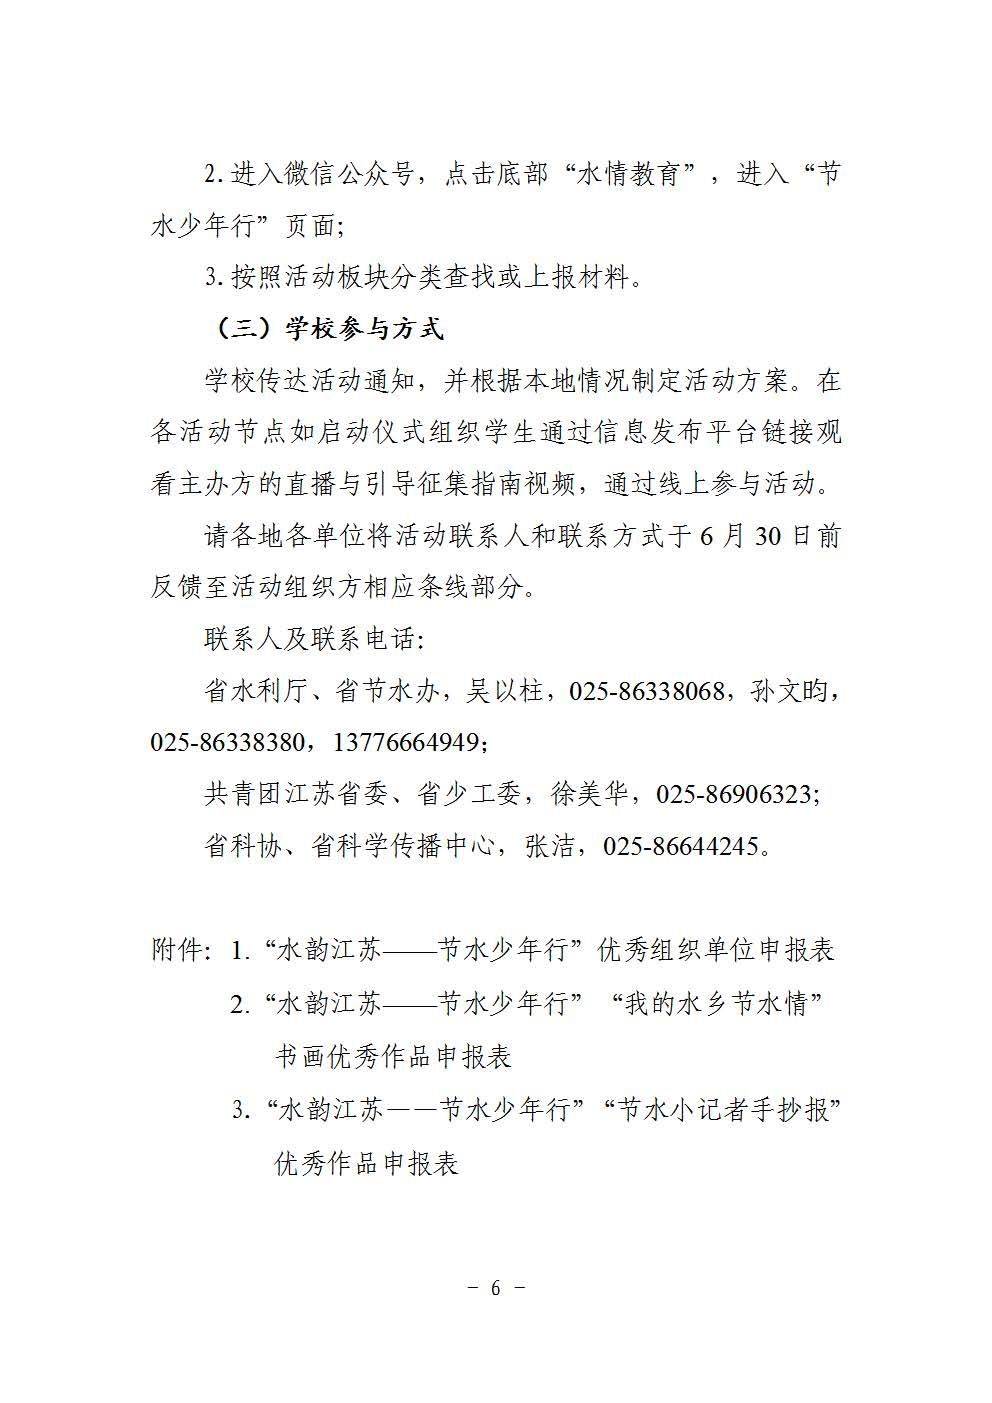 2.进入微信公众号，点击底部“水情教育”，进入“节
水少年行”页面；
3.按照活动板块分类查找或上报材料。
（三）学校参与方式
学校传达活动通知，并根据本地情况制定活动方案。在
各活动节点如启动仪式组织学生通过信息发布平台链接观
看主办方的直播与引导征集指南视频，通过线上参与活动。
请各地各单位将活动联系人和联系方式于 6 月 30 日前
反馈至活动组织方相应条线部分。
联系人及联系电话：
省水利厅、省节水办，吴以柱，025-86338068，孙文昀，
025-86338380，13776664949；
共青团江苏省委、省少工委，徐美华，025-86906323;
省科协、省科学传播中心，张洁，025-86644245。
附件：1.“水韵江苏——节水少年行”优秀组织单位申报表
2.“水韵江苏——节水少年行”“我的水乡节水情”
书画优秀作品申报表
3.“水韵江苏——节水少年行”“节水小记者手抄报”
优秀作品申报表
- 6 -